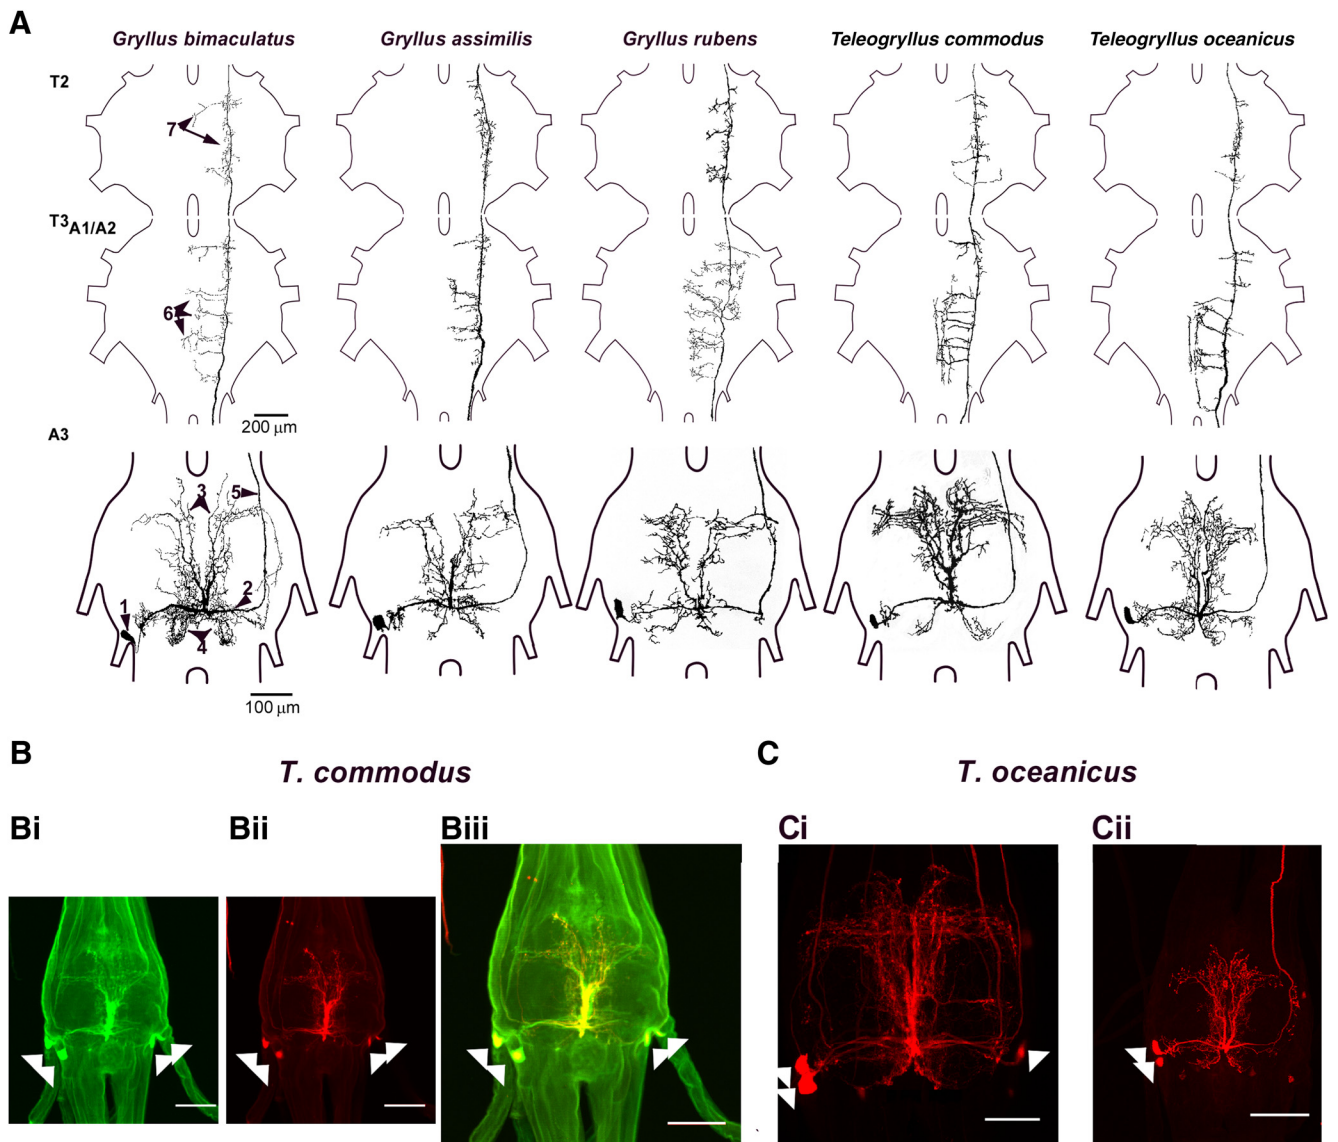 A
Gryllus bimaculatus Gryllus assimilis Gryllus rubens Teleogryllus commodus Teleogryllus oceanicus
T2
7
T3A1/A2
6
200 μm
A3
3 5
1 2
4
100 μm
B C
T. commodus T. oceanicus
Bi Bii Biii Ci Cii